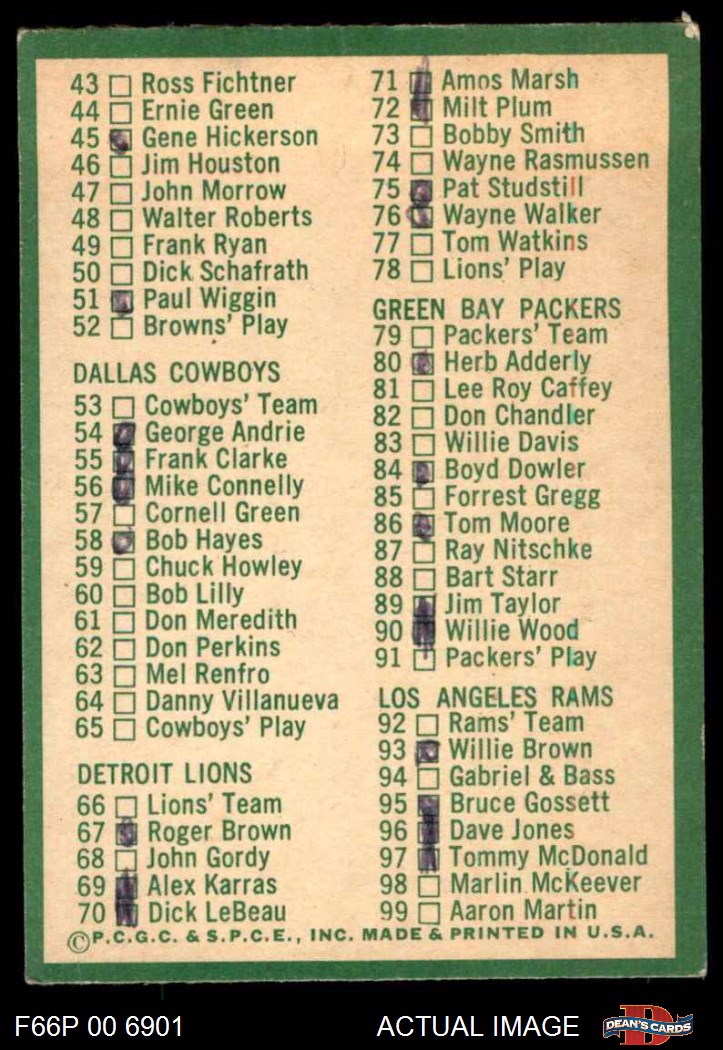 43 Ross Fichtner
44 Ernie Green
45 Gene Hickerson
46 Jim Houston
47 John Morrow
48 Walter Roberts
49 Frank Ryan
50 Dick Schafrath
51 Paul Wiggin
52 Browns' Play
DALLAS COWBOYS
53 Cowboys' Team
54 George Andrie
55 Frank Clarke
56 Mike Connelly
57 Cornell Green
58 Bob Hayes
59 Chuck Howley
60 Bob Lilly
61 Don Meredith
62 Don Perkins
63 Mel Renfro
64 Danny Villanueva
65 Cowboys' Play
DETROIT LIONS
66 Lions' Team
67 Roger Brown
68 John Gordy
69 Alex Karras
70 Dick LeBeau
71 Amos Marsh
72 Milt Plum
73 Bobby Smith
74 Wayne Rasmussen
75 Pat Studstill
76 Wayne Walker
77 Tom Watkins
78 Lions' Play
GREEN BAY PACKERS
79 Packers' Team
80 Herb Adderly
81 Lee Roy Caffey
82 Don Chandler
83 Willie Davis
84 Boyd Dowler
85 Forrest Gregg
86 Tom Moore
87 Ray Nitschke
88 Bart Starr
89 Jim Taylor
90 Willie Wood
91 Packers' Play
LOS ANGELES RAMS
92 Rams' Team
93 Willie Brown
94 Gabriel & Bass
95 Bruce Gossett
96 Dave Jones
97 Tommy McDonald
98 Marlin McKeever
99 Aaron Martin
©P.C.G.C. & S.P.C.E., INC. MADE & PRINTED IN U.S.A.
F66P 00 6901
ACTUAL IMAGE
D
DEAN'S CARDS